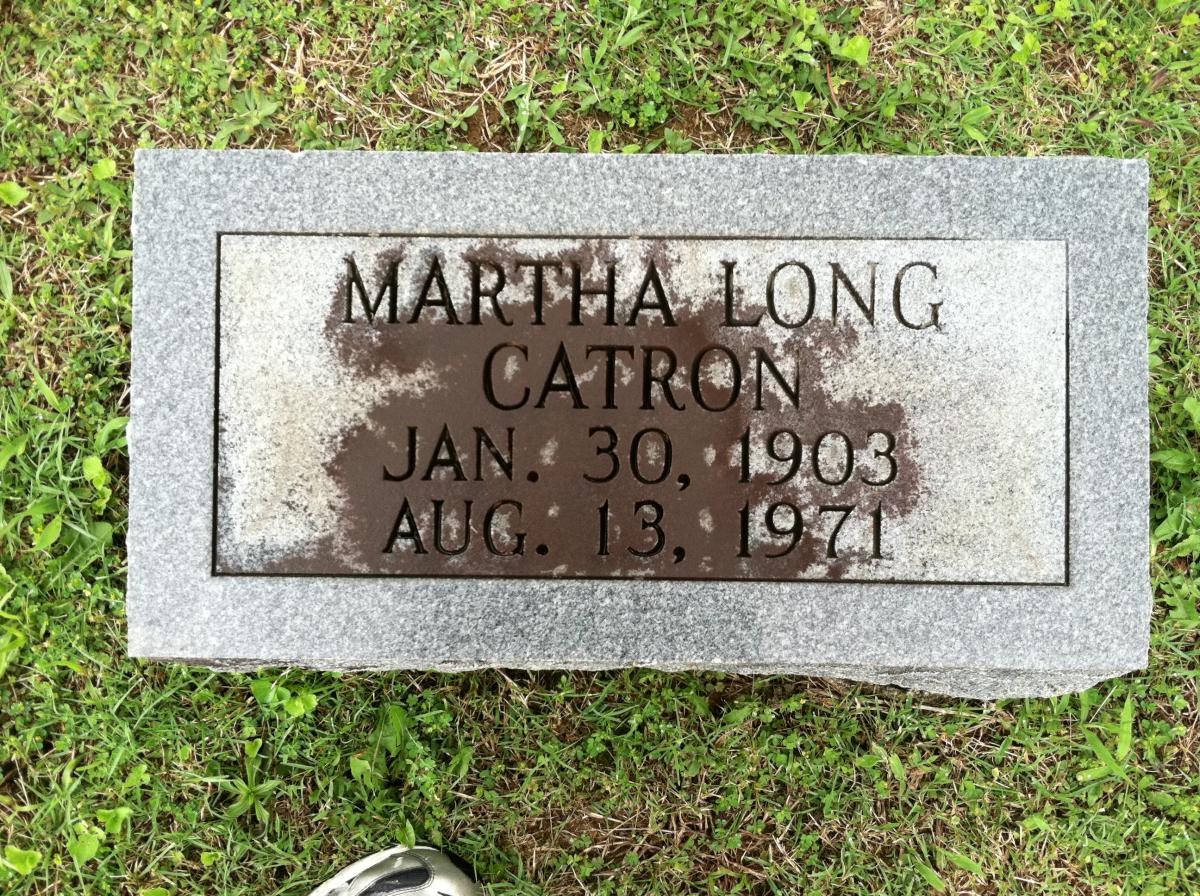 MARTHA LONG
CATRON
JAN. 30, 1903
AUG. 13, 1971